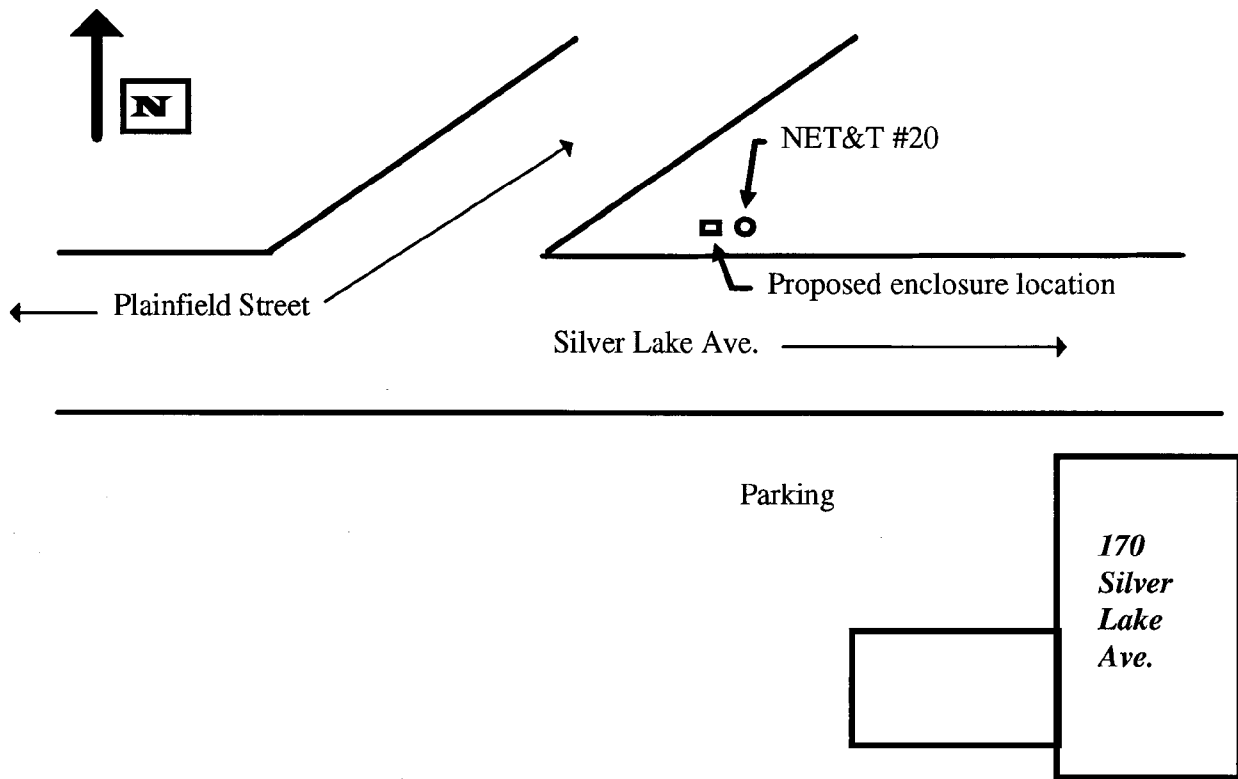 N
NET&T #20
Proposed enclosure location
Plainfield Street
Silver Lake Ave.
Parking
170
Silver
Lake
Ave.